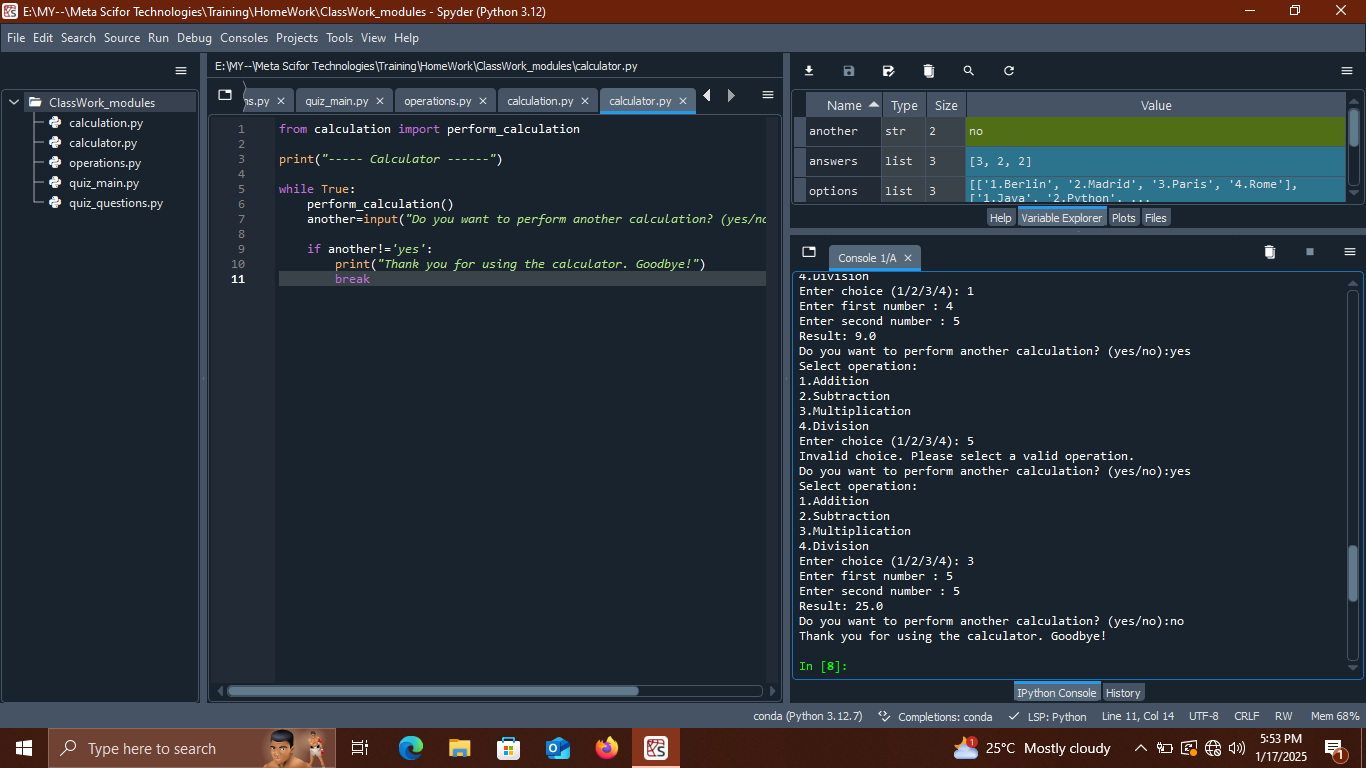 E:\MY--\Meta Scifor Technologies\Training\HomeWork\ClassWork_modules - Spyder (Python 3.12)
File Edit Search Source Run Debug Consoles Projects Tools View Help
E:\MY--\Meta Scifor Technologies\Training\HomeWork\ClassWork_modules\calculator.py
ClassWork_modules
calculation.py
calculator.py
operations.py
quiz_main.py
quiz_questions.py
ns.py quiz_main.py operations.py calculation.py calculator.py
1 from calculation import perform_calculation
2
3 print("----- Calculator ------")
4
5 while True:
6 perform_calculation()
7 another=input("Do you want to perform another calculation? (yes/no
8
9 if another!='yes':
10 print("Thank you for using the calculator. Goodbye!")
11 break
Name Type Size Value
another str 2 no
answers list 3 [3, 2, 2]
options list 3 [['1.Berlin', '2.Madrid', '3.Paris', '4.Rome'],
['1.Java', '2.Python', ...
Help Variable Explorer Plots Files
Console 1/A
4.Division
Enter choice (1/2/3/4): 1
Enter first number : 4
Enter second number : 5
Result: 9.0
Do you want to perform another calculation? (yes/no):yes
Select operation:
1.Addition
2.Subtraction
3.Multiplication
4.Division
Enter choice (1/2/3/4): 5
Invalid choice. Please select a valid operation.
Do you want to perform another calculation? (yes/no):yes
Select operation:
1.Addition
2.Subtraction
3.Multiplication
4.Division
Enter choice (1/2/3/4): 3
Enter first number : 5
Enter second number : 5
Result: 25.0
Do you want to perform another calculation? (yes/no):no
Thank you for using the calculator. Goodbye!
In [8]:
IPython Console History
conda (Python 3.12.7) Completions: conda LSP: Python Line 11, Col 14 UTF-8 CRLF RW Mem 68%
Type here to search
1
25°C Mostly cloudy
5:53 PM
1/17/2025
1